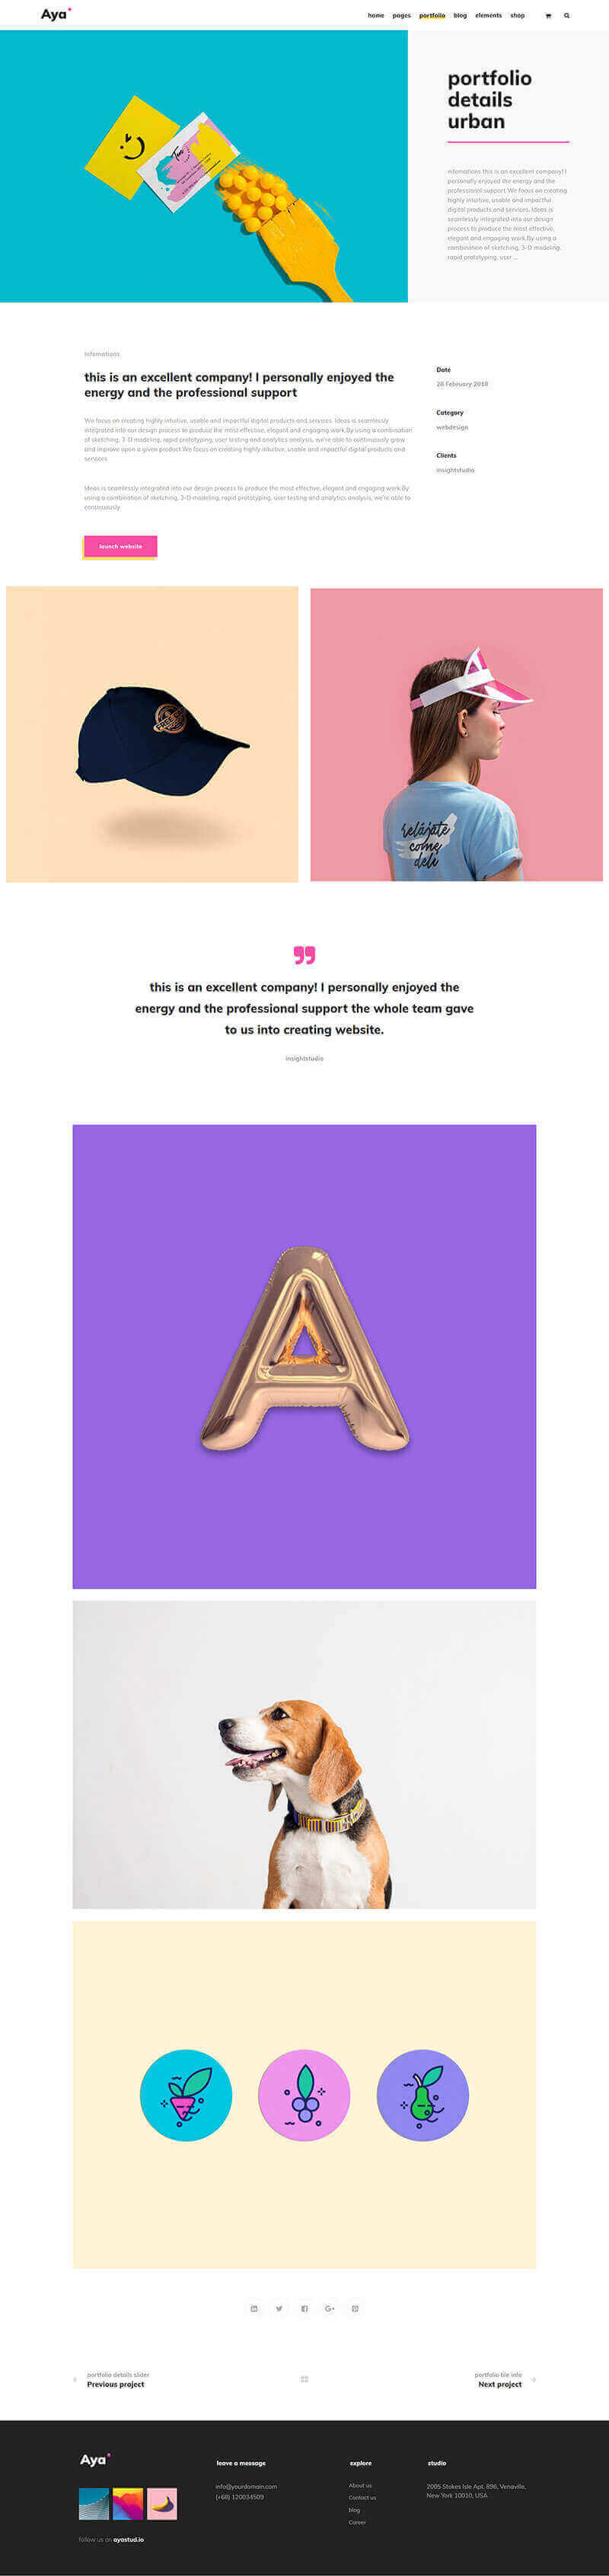 Aya
home pages portfolio blog elements shop
portfolio
details
urban
infomations this is an excellent company! I
personally enjoyed the energy and the
professional support We focus on creating
highly intuitive, usable and impactful
digital products and services. Ideas is
seamlessly integrated into our design
process to produce the most effective,
elegant and engaging work.By using a
combination of sketching, 3-D modeling,
rapid prototyping, user ...
infomations
this is an excellent company! I personally enjoyed the
energy and the professional support
We focus on creating highly intuitive, usable and impactful digital products and services. Ideas is seamlessly
integrated into our design process to produce the most effective, elegant and engaging work.By using a combination
of sketching, 3-D modeling, rapid prototyping, user testing and analytics analysis, we're able to continuously grow
and improve upon a given product.We focus on creating highly intuitive, usable and impactful digital products and
services.
Ideas is seamlessly integrated into our design process to produce the most effective, elegant and engaging work.By
using a combination of sketching, 3-D modeling, rapid prototyping, user testing and analytics analysis, we're able to
continuously
launch website
Date
28 February 2018
Category
webdesign
Clients
insightstudio
relájate
come
deli
this is an excellent company! I personally enjoyed the
energy and the professional support the whole team gave
to us into creating website.
insightstudio
A
portfolio details slider
Previous project
portfolio tile info
Next project
Aya
follow us on ayastud.io
leave a message
info@yourdomain.com
(+68) 120034509
explore
About us
Contact us
blog
Career
studio
2005 Stokes Isle Apt. 896, Venaville,
New York 10010, USA